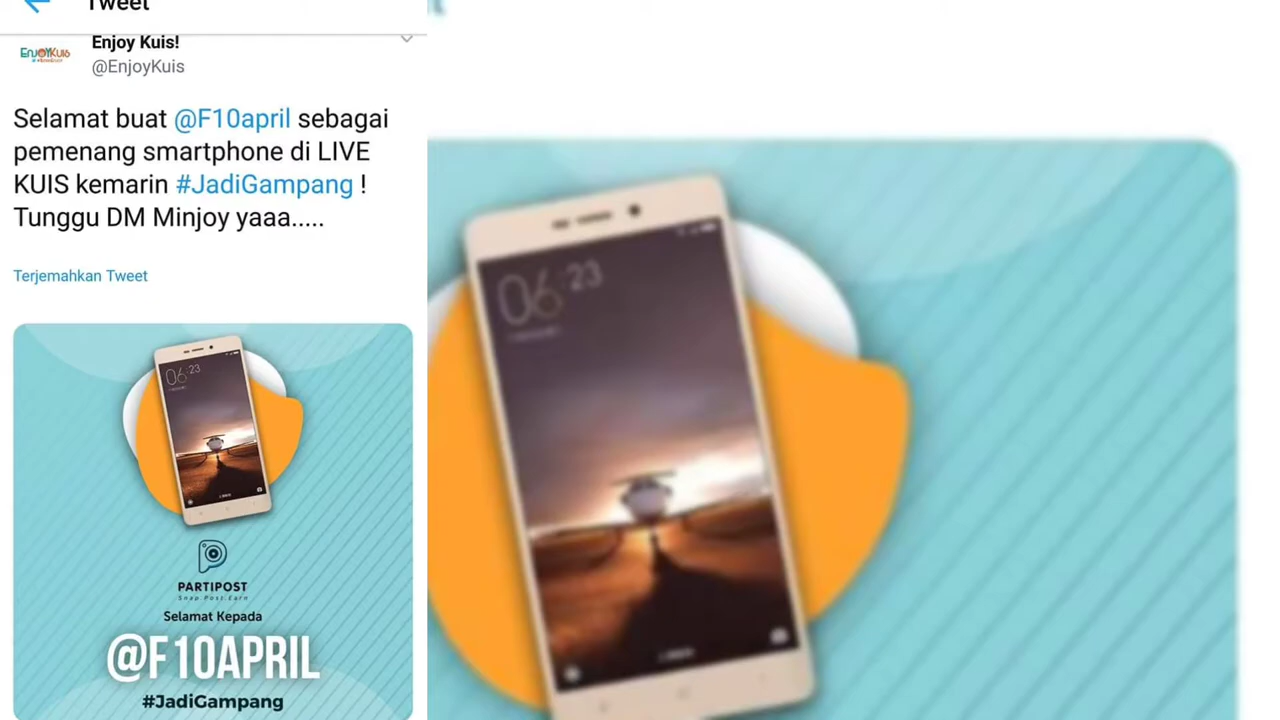 Tweet
Enjoy Kuis!
@EnjoyKuis
EnjoyKuis
Selamat buat @F10april sebagai
pemenang smartphone di LIVE
KUIS kemarin #JadiGampang !
Tunggu DM Minjoy yaaa.....
Terjemahkan Tweet
06:23
PARTIPOST
Snap.Post.Earn
Selamat Kepada
@F10APRIL
#JadiGampang
06:23